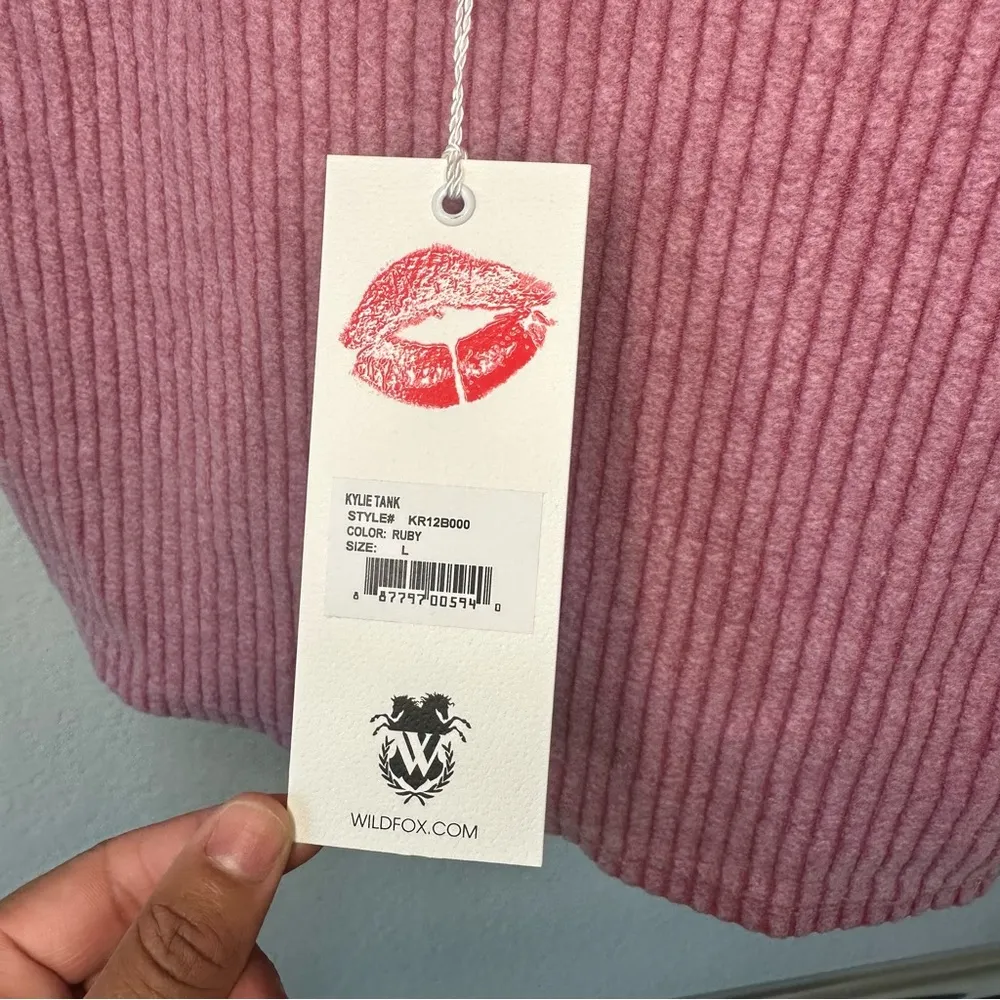 KYLIE TANK
STYLE# KR12B000
COLOR: RUBY
SIZE: L
8 87797 00594 0
W
WILDFOX.COM